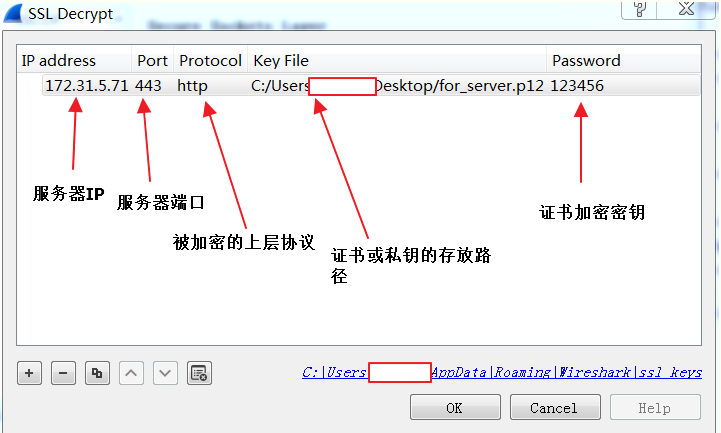 SSL Decrypt
IP address Port Protocol Key File Password
172.31.5.71 443 http C:/Users Desktop/for_server.p12 123456
服务器IP
服务器端口
被加密的上层协议
证书或私钥的存放路
径
证书加密密钥
C:|Users AppData|Roaming|Wireshark|ssl_keys
OK Cancel Help